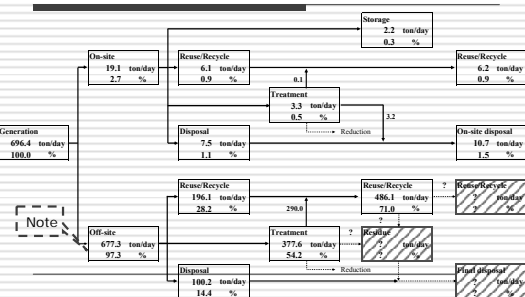 Storage
2.2 ton/day
0.3 %
On-site
19.1 ton/day
2.7 %
Reuse/Recycle
6.1 ton/day
0.9 %
Reuse/Recycle
6.2 ton/day
0.9 %
0.1
Treatment
3.3 ton/day
0.5 %
3.2
Reduction
Generation
696.4 ton/day
100.0 %
Disposal
7.5 ton/day
1.1 %
On-site disposal
10.7 ton/day
1.5 %
Reuse/Recycle
196.1 ton/day
28.2 %
290.0
Reuse/Recycle
486.1 ton/day
71.0 %
?
Reuse/Recycle
? ton/day
? %
?
Note
Off-site
677.3 ton/day
97.3 %
Treatment
377.6 ton/day
54.2 %
?
Residue
? ton/day
? %
Reduction
Disposal
100.2 ton/day
14.4 %
Final disposal
? ton/day
? %